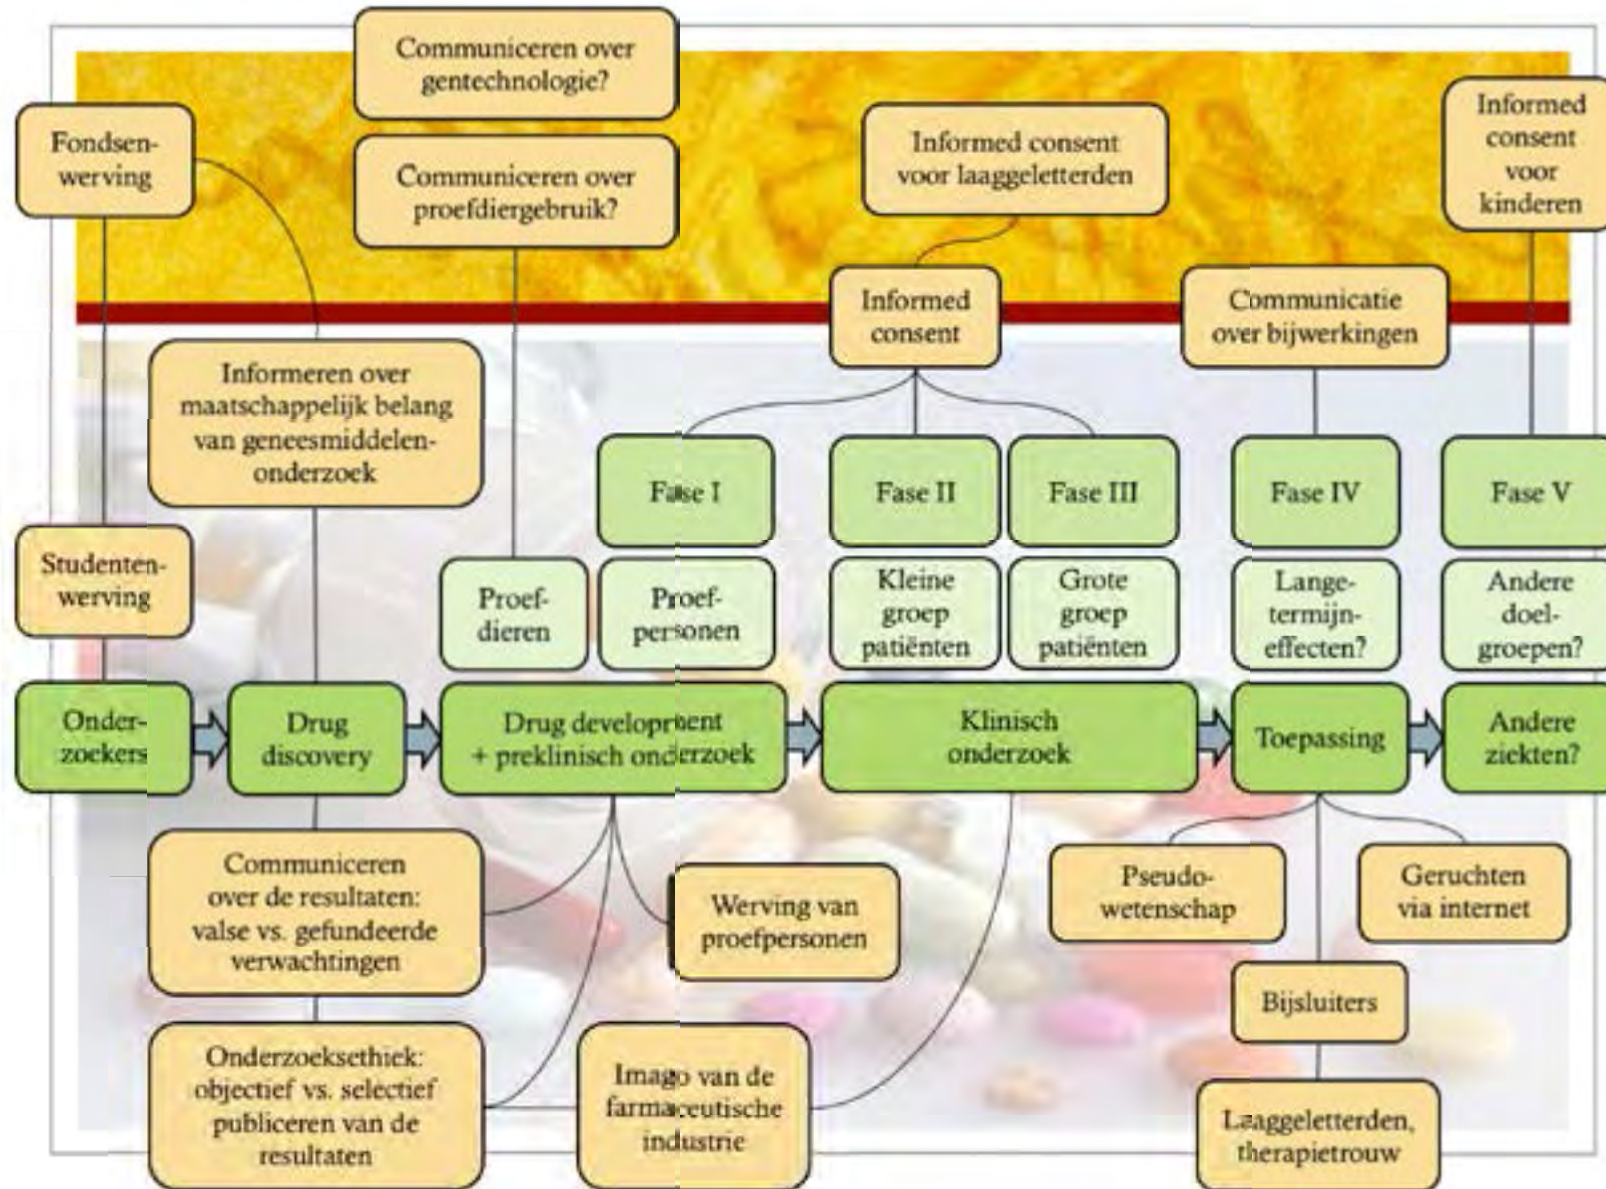 Communiceren over
gentechnologie?
Fondsen-
werving
Communiceren over
proefdiergebruik?
Informed consent
voor laaggeletterden
Informed
consent
voor
kinderen
Informed
consent
Communicatie
over bijwerkingen
Informeren over
maatschappelijk belang
van geneesmiddelen-
onderzoek
Fase I
Fase II
Fase III
Fase IV
Fase V
Studenten-
werving
Proef-
dieren
Proef-
personen
Kleine
groep
patiënten
Grote
groep
patiënten
Lange-
termijn-
effecten?
Andere
doel-
groepen?
Onder-
zoekers
Drug
discovery
Drug development
+ preklinisch onderzoek
Klinisch
onderzoek
Toepassing
Andere
ziekten?
Communiceren
over de resultaten:
valse vs. gefundeerde
verwachtingen
Werving van
proefpersonen
Pseudo-
wetenschap
Geruchten
via internet
Bijsluiters
Onderzoeksethiek:
objectief vs. selectief
publiceren van de
resultaten
Imago van de
farmaceutische
industrie
Laaggeletterden,
therapietrouw